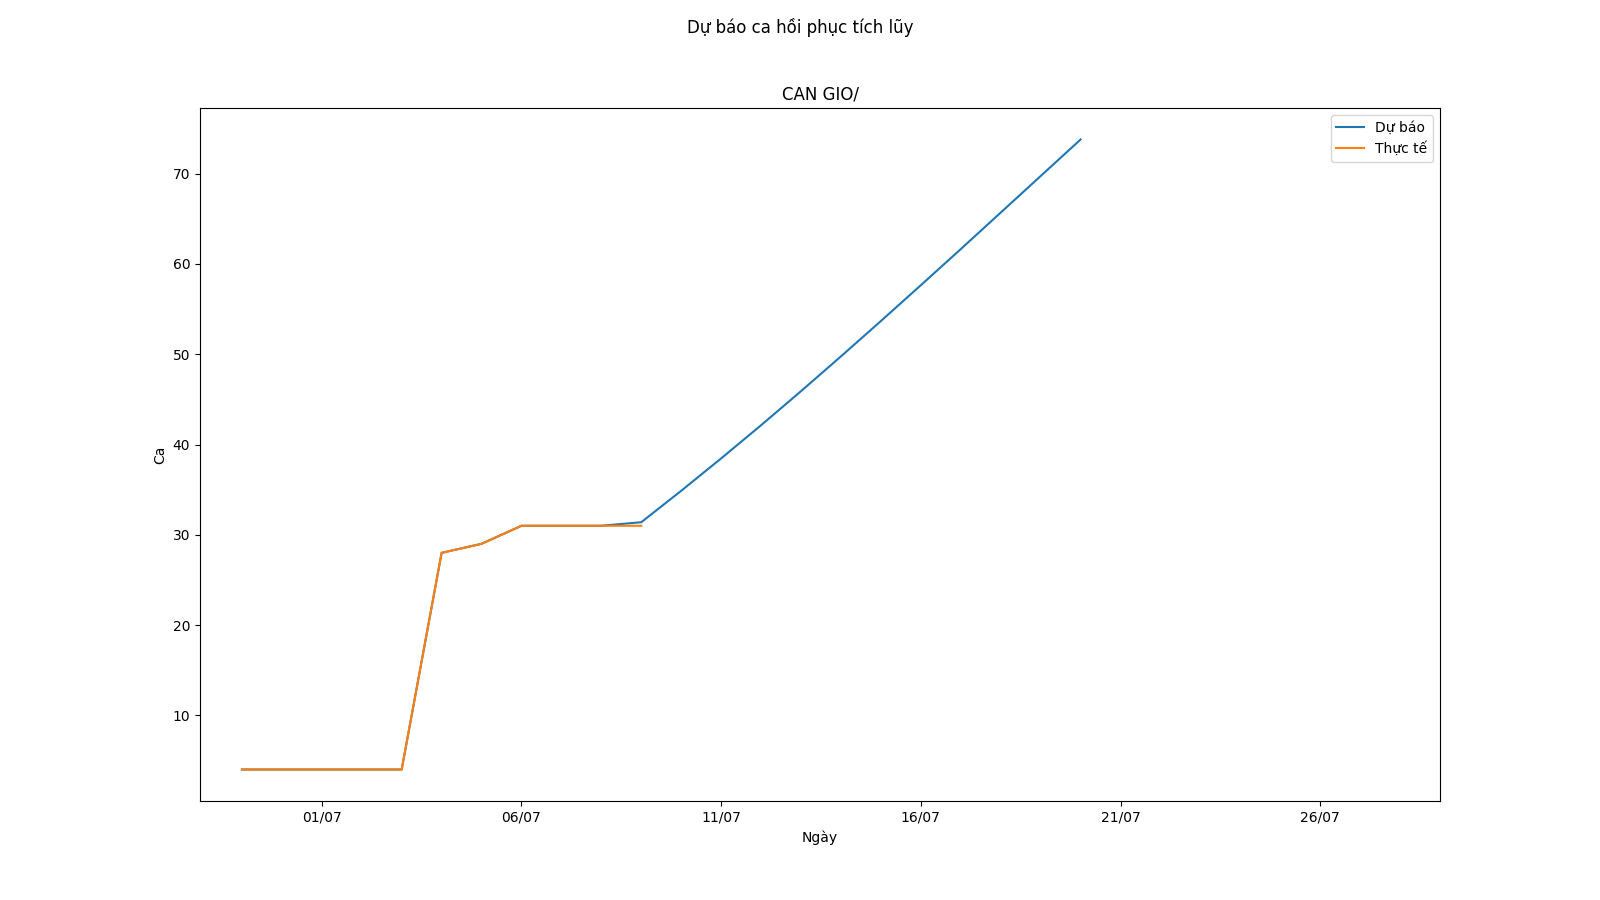 Dự báo ca hồi phục tích lũy
CAN GIO/
Dự báo
Thực tế
70
60
50
40
30
20
10
Ca
01/07 06/07 11/07 16/07 21/07 26/07
Ngày